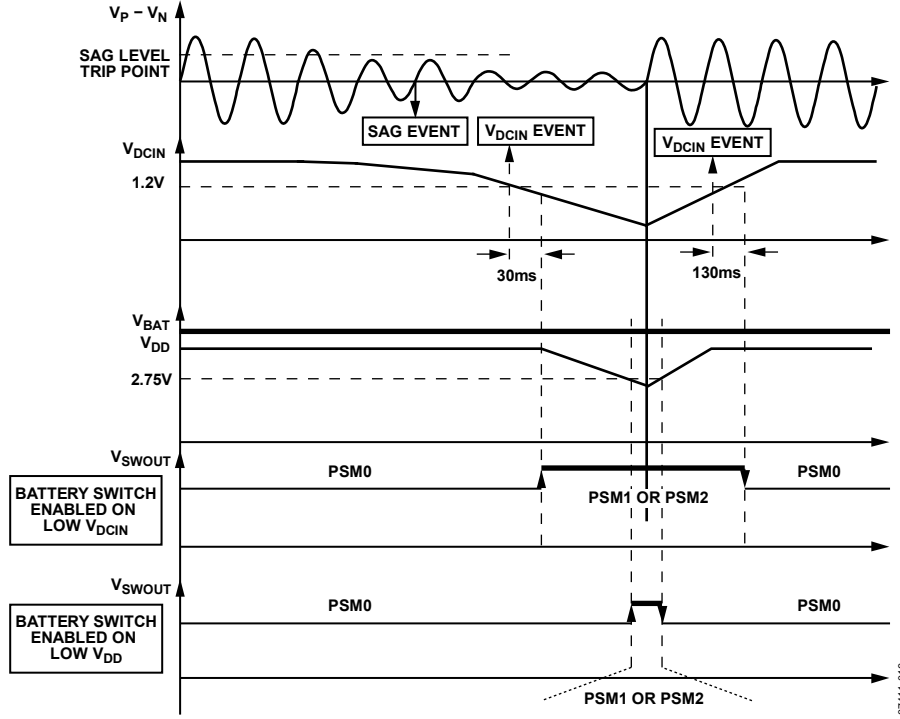 VP – VN
SAG LEVEL
TRIP POINT
SAG EVENT
VDCIN EVENT
VDCIN EVENT
VDCIN
1.2V
30ms
130ms
VBAT
VDD
2.75V
VSWOUT
PSM0
PSM0
BATTERY SWITCH
ENABLED ON
LOW VDCIN
PSM1 OR PSM2
VSWOUT
PSM0
PSM0
BATTERY SWITCH
ENABLED ON
LOW VDD
PSM1 OR PSM2